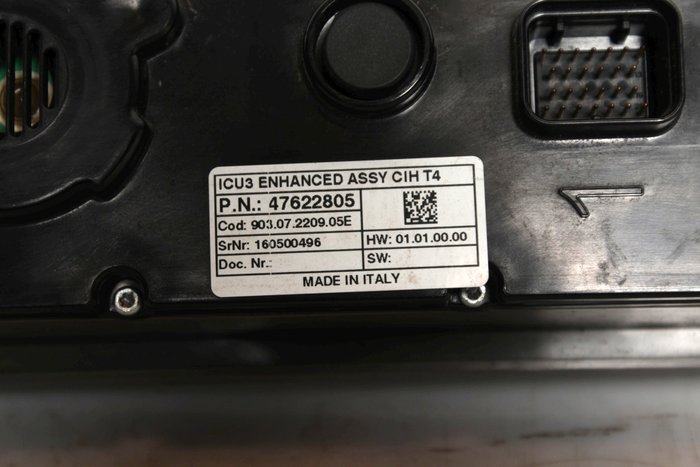 ICU3 ENHANCED ASSY CIH T4
P.N.: 47622805
Cod: 903.07.2209.05E
SrNr: 160500496
HW: 01.01.00.00
Doc. Nr.:
SW:
MADE IN ITALY